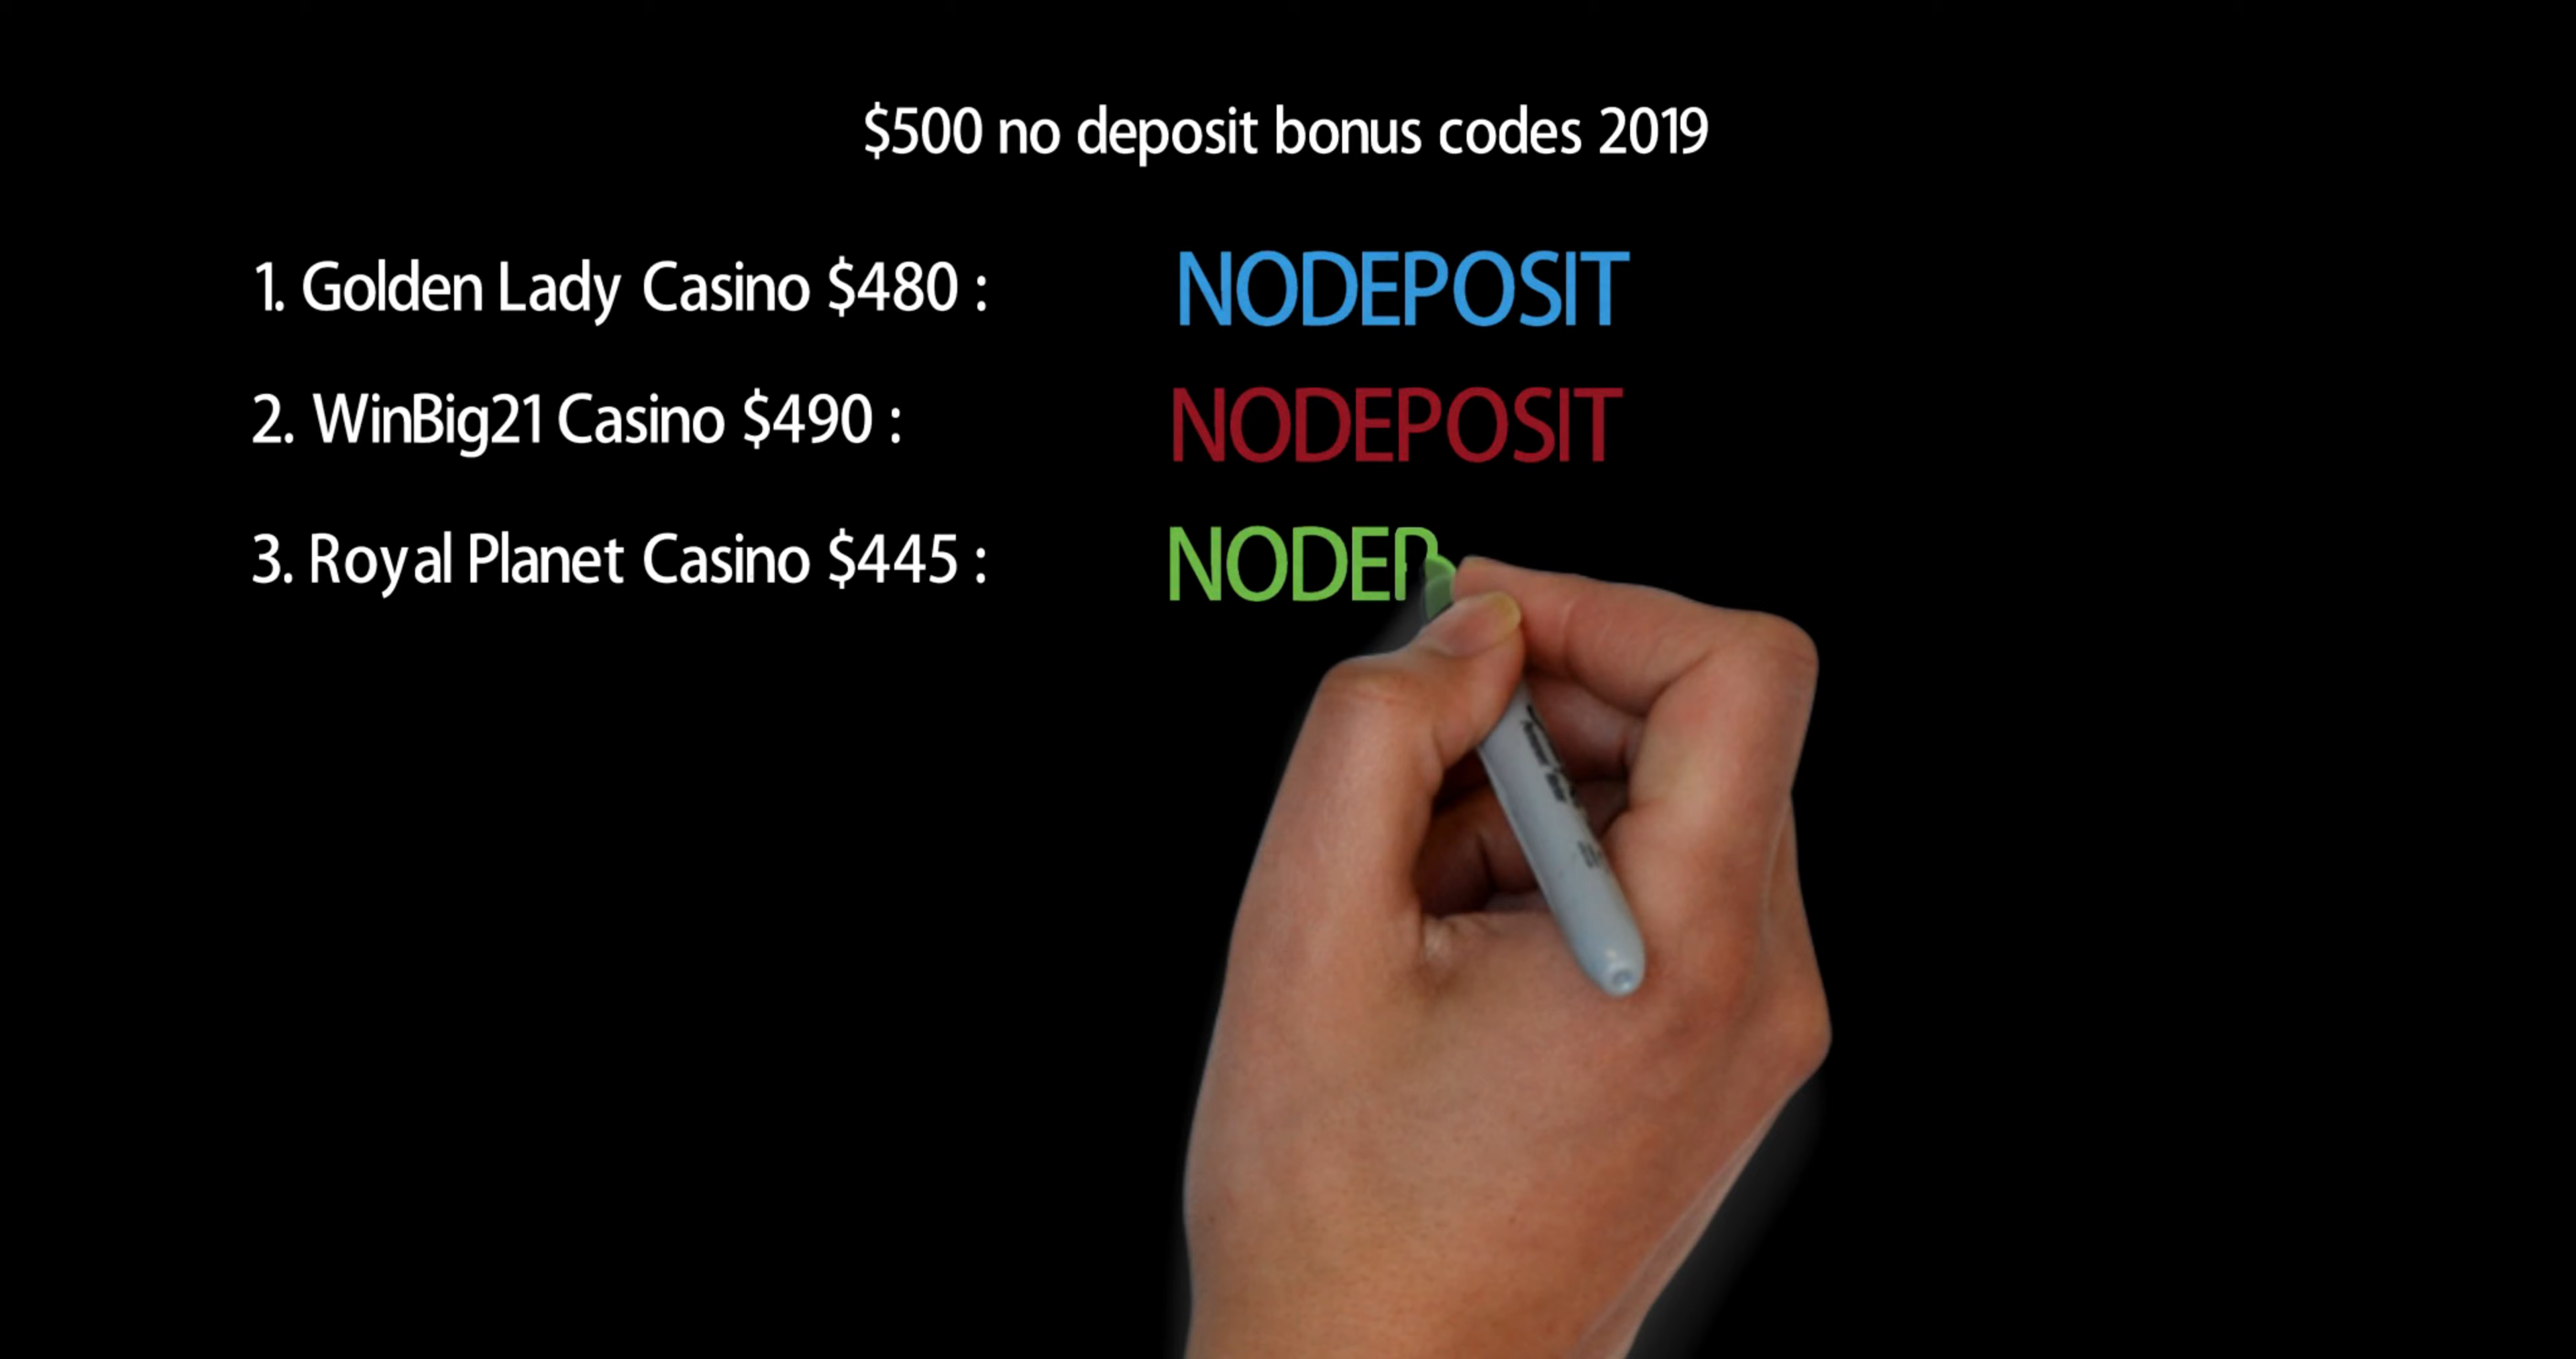 $500 no deposit bonus codes 2019
1. Golden Lady Casino $480 : NODEPOSIT
2. WinBig21 Casino $490 : NODEPOSIT
3. Royal Planet Casino $445 : NODEP